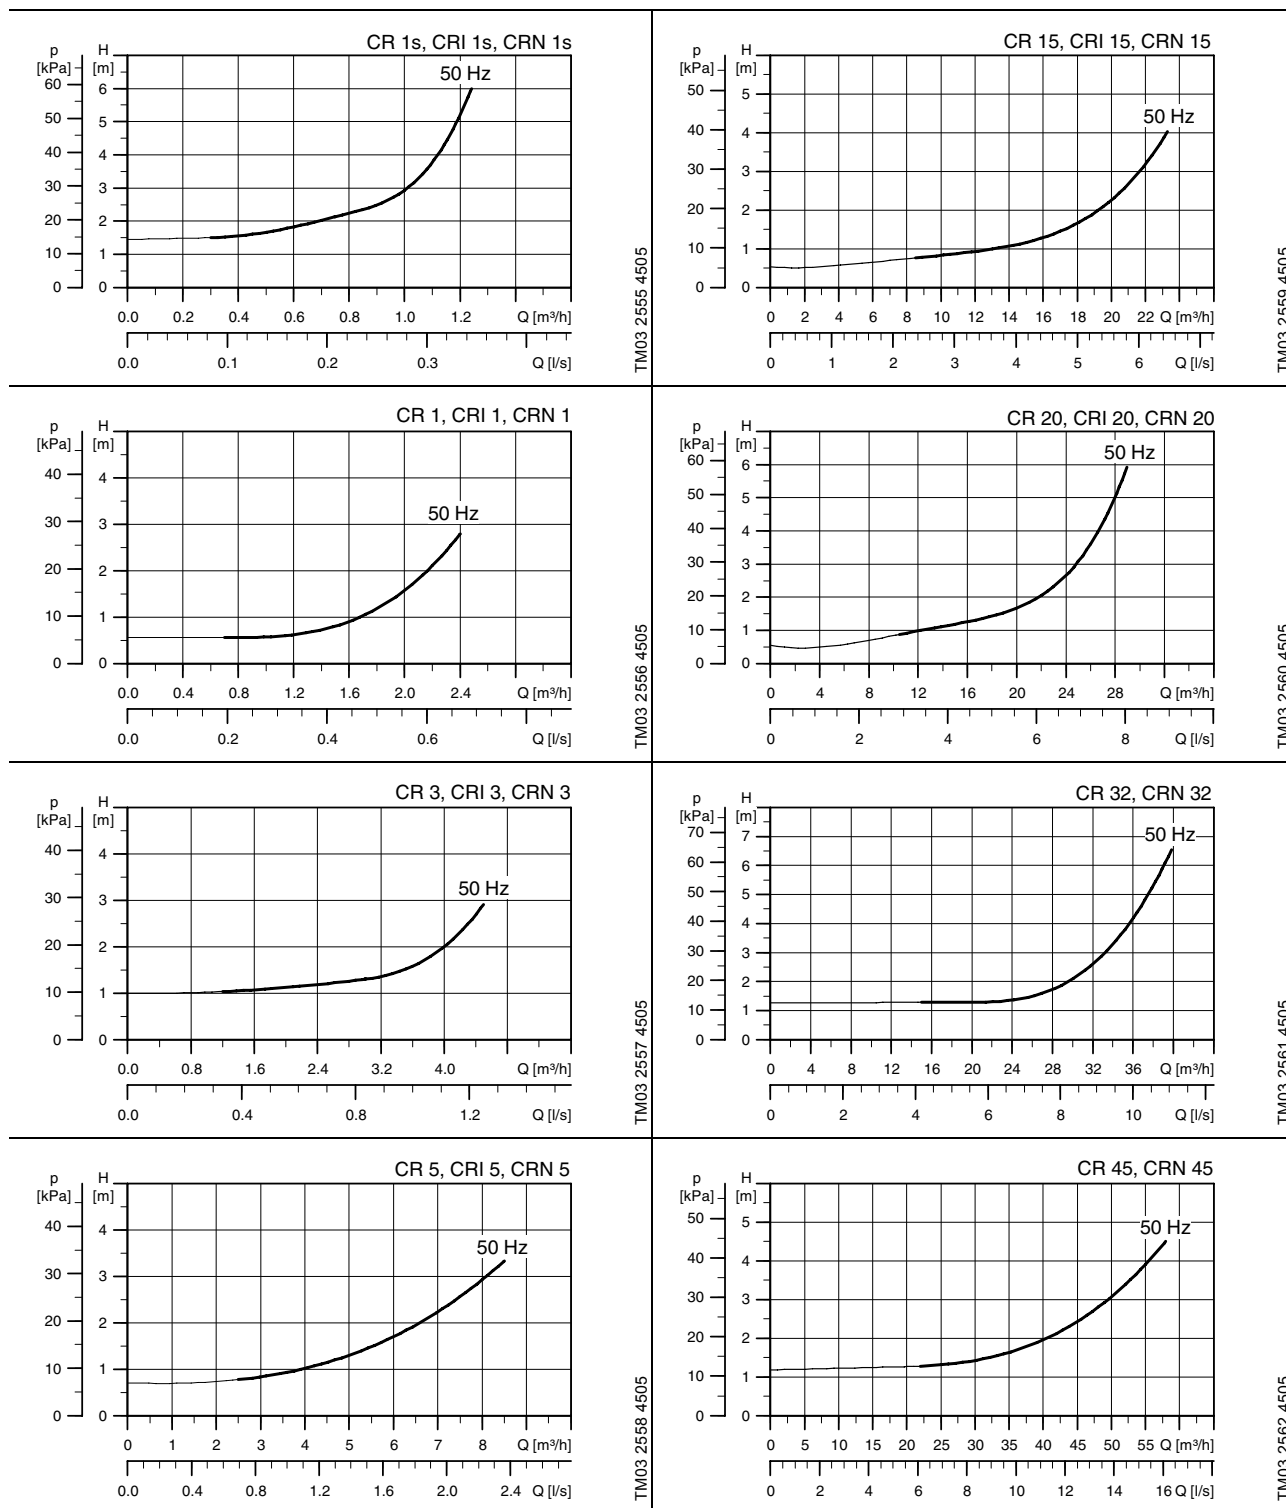 CR 1s, CRI 1s, CRN 1s
p H
[kPa] [m]
50 Hz
60 6
50 5
40 4
30 3
20 2
10 1
0 0
0.0 0.2 0.4 0.6 0.8 1.0 1.2 Q [m³/h]
0.0 0.1 0.2 0.3 Q [l/s]
TM03 2555 4505
CR 15, CRI 15, CRN 15
p H
[kPa] [m]
50 Hz
50 5
40 4
30 3
20 2
10 1
0 0
0 2 4 6 8 10 12 14 16 18 20 22 Q [m³/h]
0 1 2 3 4 5 6 Q [l/s]
TM03 2559 4505
CR 1, CRI 1, CRN 1
p H
[kPa] [m]
50 Hz
40 4
30 3
20 2
10 1
0 0
0.0 0.4 0.8 1.2 1.6 2.0 2.4 Q [m³/h]
0.0 0.2 0.4 0.6 Q [l/s]
TM03 2556 4505
CR 20, CRI 20, CRN 20
p H
[kPa] [m]
50 Hz
60 6
50 5
40 4
30 3
20 2
10 1
0 0
0 4 8 12 16 20 24 28 Q [m³/h]
0 2 4 6 8 Q [l/s]
TM03 2560 4505
CR 3, CRI 3, CRN 3
p H
[kPa] [m]
50 Hz
40 4
30 3
20 2
10 1
0 0
0.0 0.8 1.6 2.4 3.2 4.0 Q [m³/h]
0.0 0.4 0.8 1.2 Q [l/s]
TM03 2557 4505
CR 32, CRN 32
p H
[kPa] [m]
50 Hz
70 7
60 6
50 5
40 4
30 3
20 2
10 1
0 0
0 4 8 12 16 20 24 28 32 36 Q [m³/h]
0 2 4 6 8 10 Q [l/s]
TM03 2561 4505
CR 5, CRI 5, CRN 5
p H
[kPa] [m]
50 Hz
40 4
30 3
20 2
10 1
0 0
0 1 2 3 4 5 6 7 8 Q [m³/h]
0.0 0.4 0.8 1.2 1.6 2.0 2.4 Q [l/s]
TM03 2558 4505
CR 45, CRN 45
p H
[kPa] [m]
50 Hz
50 5
40 4
30 3
20 2
10 1
0 0
0 5 10 15 20 25 30 35 40 45 50 55 Q [m³/h]
0 2 4 6 8 10 12 14 16 Q [l/s]
TM03 2562 4505